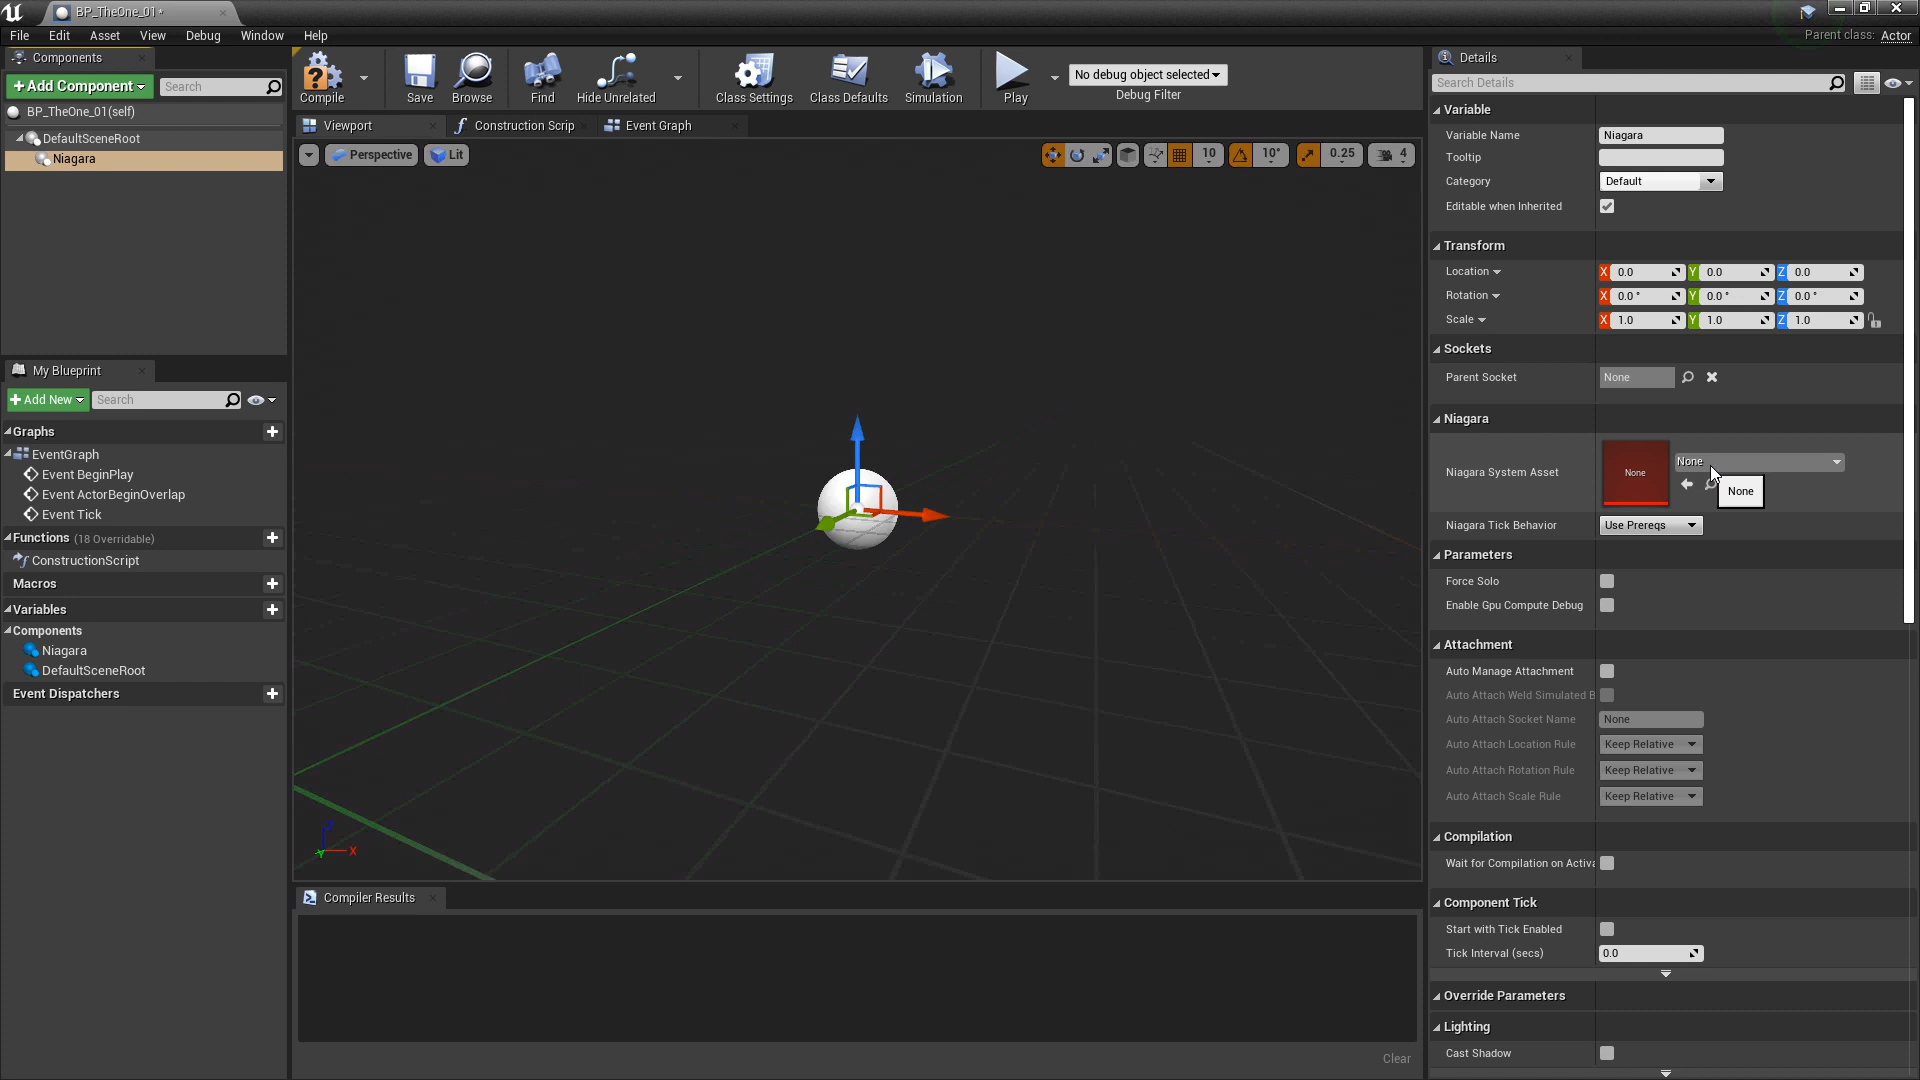 BP_TheOne_01*
File Edit Asset View Debug Window Help
Parent class: Actor
Components
+Add Component
Search
BP_TheOne_01(self)
DefaultSceneRoot
Niagara
Compile
Save
Browse
Find
Hide Unrelated
Class Settings
Class Defaults
Simulation
Play
No debug object selected
Debug Filter
Viewport
Construction Scrip
Event Graph
Perspective
Lit
10
10°
0.25
4
X
Y
Z
My Blueprint
+Add New
Search
Graphs
EventGraph
Event BeginPlay
Event ActorBeginOverlap
Event Tick
Functions (18 Overridable)
ConstructionScript
Macros
Variables
Components
Niagara
DefaultSceneRoot
Event Dispatchers
Compiler Results
Clear
Details
Search Details
Variable
Variable Name Niagara
Tooltip
Category Default
Editable when Inherited
Transform
Location X 0.0 Y 0.0 Z 0.0
Rotation X 0.0 ° Y 0.0 ° Z 0.0 °
Scale X 1.0 Y 1.0 Z 1.0
Sockets
Parent Socket None
Niagara
Niagara System Asset None None
None
Niagara Tick Behavior Use Prereqs
Parameters
Force Solo
Enable Gpu Compute Debug
Attachment
Auto Manage Attachment
Auto Attach Weld Simulated B
Auto Attach Socket Name None
Auto Attach Location Rule Keep Relative
Auto Attach Rotation Rule Keep Relative
Auto Attach Scale Rule Keep Relative
Compilation
Wait for Compilation on Activa
Component Tick
Start with Tick Enabled
Tick Interval (secs) 0.0
Override Parameters
Lighting
Cast Shadow